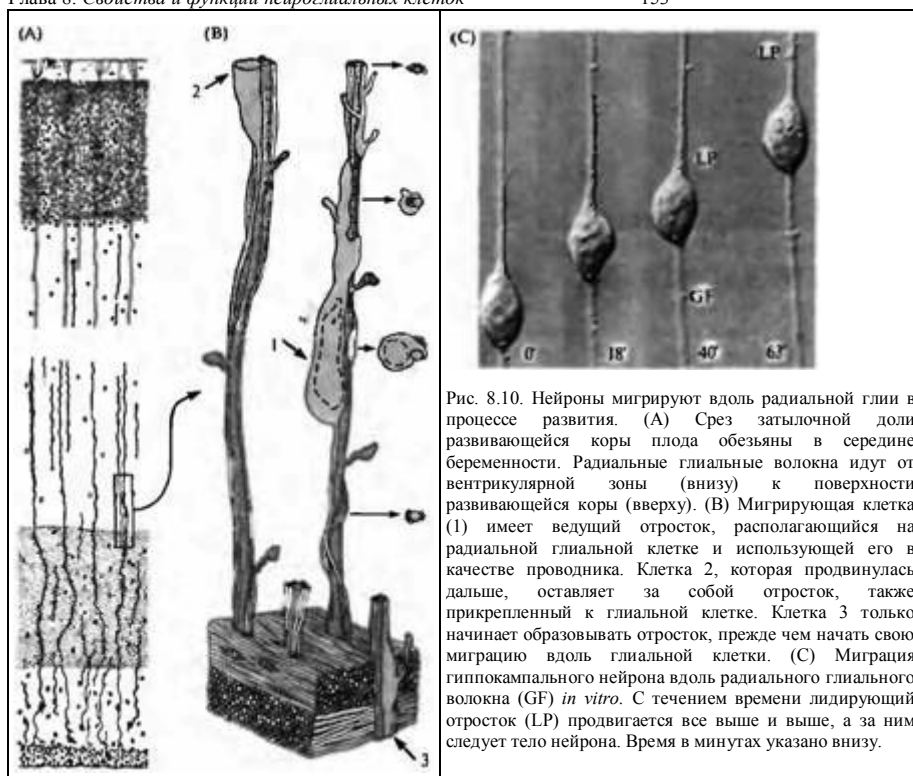 Глава 8. Свойства и функции нейроглиальных клеток 155
(A)
(B)
2
1
3
(C)
LP
LP
GF
0'
18'
40'
63'
Рис. 8.10. Нейроны мигрируют вдоль радиальной глии в
процессе развития. (A) Срез затылочной доли
развивающейся коры плода обезьяны в середине
беременности. Радиальные глиальные волокна идут от
вентрикулярной зоны (внизу) к поверхности
развивающейся коры (вверху). (B) Мигрирующая клетка
(1) имеет ведущий отросток, располагающийся на
радиальной глиальной клетке и использующей его в
качестве проводника. Клетка 2, которая продвинулась
дальше, оставляет за собой отросток, также
прикрепленный к глиальной клетке. Клетка 3 только
начинает образовывать отросток, прежде чем начать свою
миграцию вдоль глиальной клетки. (C) Миграция
гиппокампального нейрона вдоль радиального глиального
волокна (GF) in vitro. С течением времени лидирующий
отросток (LP) продвигается все выше и выше, а за ним
следует тело нейрона. Время в минутах указано внизу.